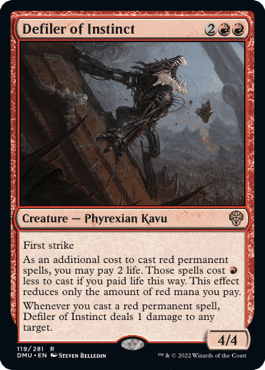 Defiler of Instinct 2
Creature — Phyrexian Kavu
First strike
As an additional cost to cast red permanent
spells, you may pay 2 life. Those spells cost
less to cast if you paid life this way. This effect
reduces only the amount of red mana you pay.
Whenever you cast a red permanent spell,
Defiler of Instinct deals 1 damage to any
target.
4/4
119/281 R
DMU • EN Steven Belledin
™ & © 2022 Wizards of the Coast